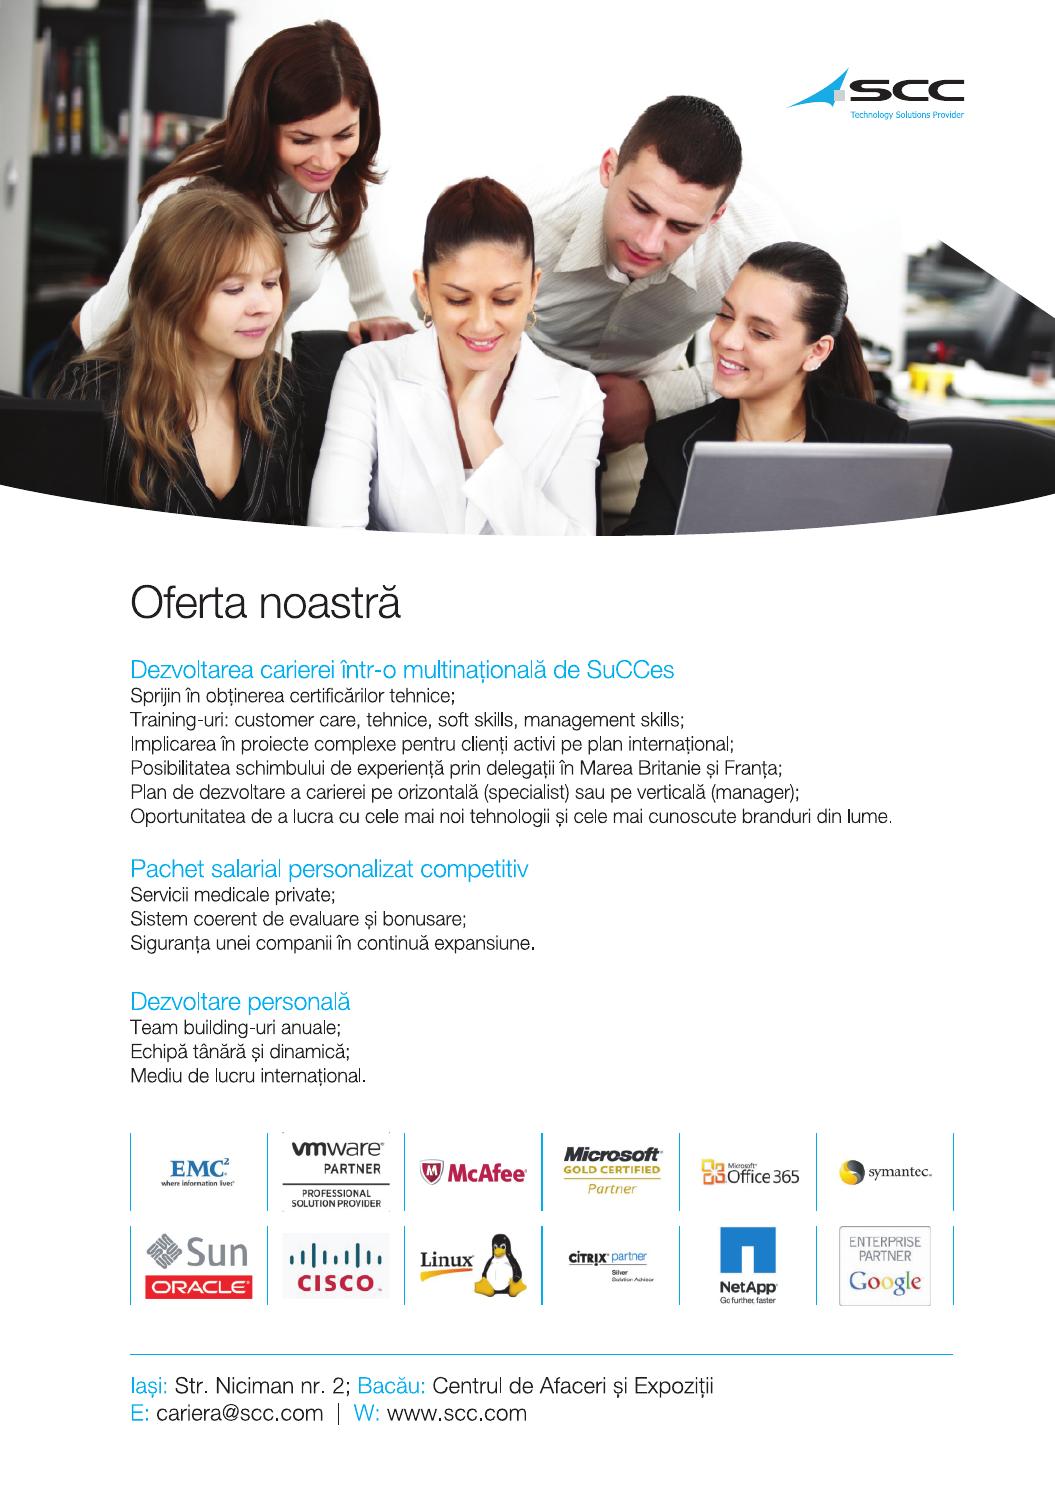 SCC
Technology Solutions Provider
Oferta noastră
Dezvoltarea carierei într-o multinațională de SuCCes
Sprijin în obținerea certificărilor tehnice;
Training-uri: customer care, tehnice, soft skills, management skills;
Implicarea în proiecte complexe pentru clienți activi pe plan internațional;
Posibilitatea schimbului de experiență prin delegații în Marea Britanie și Franța;
Plan de dezvoltare a carierei pe orizontală (specialist) sau pe verticală (manager);
Oportunitatea de a lucra cu cele mai noi tehnologii și cele mai cunoscute branduri din lume.
Pachet salarial personalizat competitiv
Servicii medicale private;
Sistem coerent de evaluare și bonusare;
Siguranța unei companii în continuă expansiune.
Dezvoltare personală
Team building-uri anuale;
Echipă tânără și dinamică;
Mediu de lucru internațional.
EMC²
where information lives®
vmware®
PARTNER
PROFESSIONAL
SOLUTION PROVIDER
M McAfee®
Microsoft®
GOLD CERTIFIED
Partner
Microsoft®
Office 365
symantec.
Sun
ORACLE®
CISCO™
Linux
CITRIX® partner
Silver
Solution Advisor
NetApp®
Go further, faster
ENTERPRISE
PARTNER
Google
Iași: Str. Niciman nr. 2; Bacău: Centrul de Afaceri și Expoziții
E: cariera@scc.com | W: www.scc.com